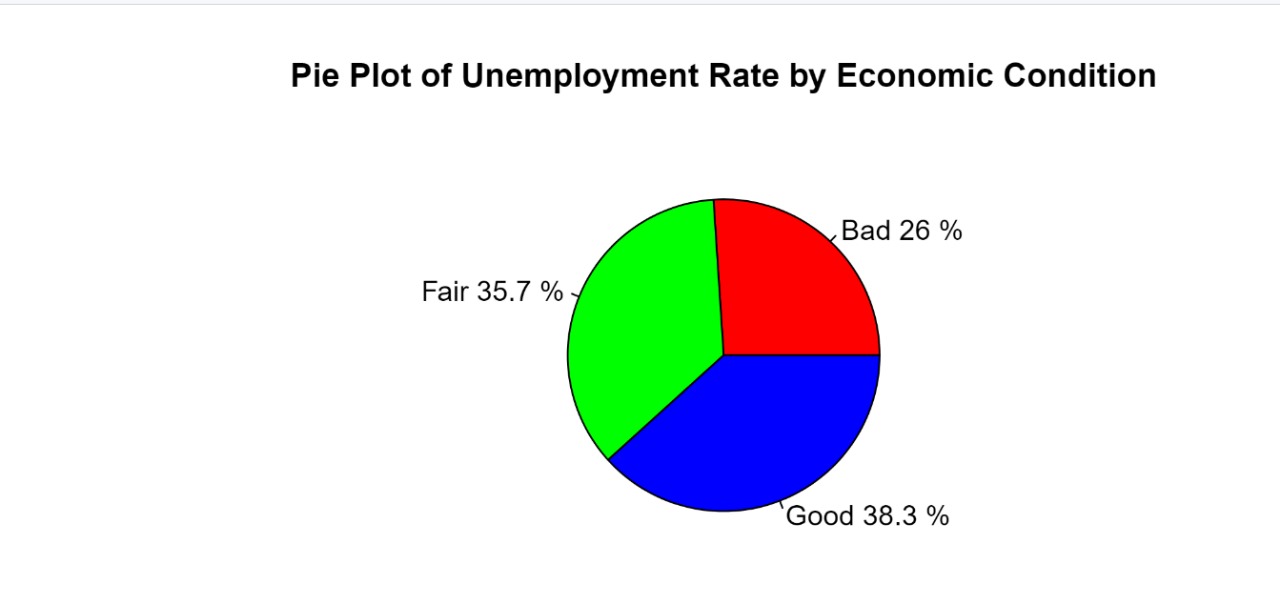 Pie Plot of Unemployment Rate by Economic Condition
Bad 26 %
Fair 35.7 %
Good 38.3 %